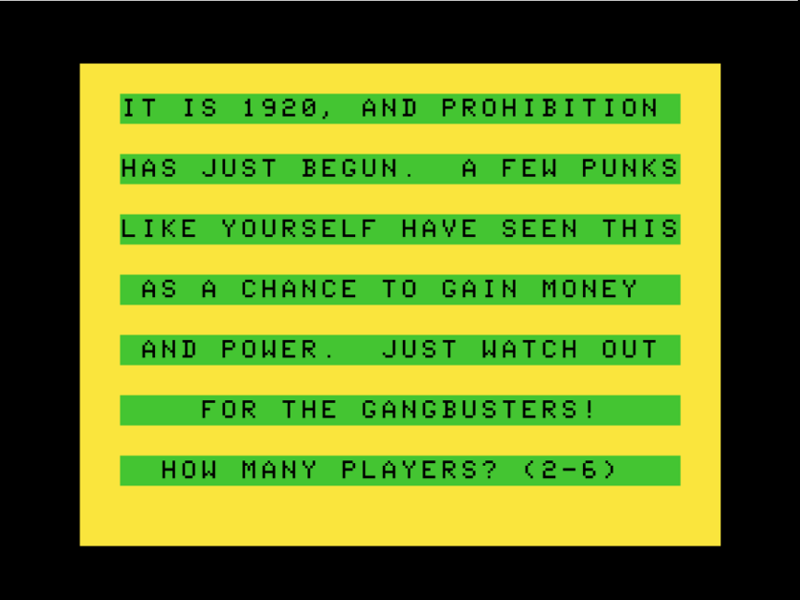 IT IS 1920, AND PROHIBITION
HAS JUST BEGUN.  A FEW PUNKS
LIKE YOURSELF HAVE SEEN THIS
AS A CHANCE TO GAIN MONEY
AND POWER.  JUST WATCH OUT
FOR THE GANGBUSTERS!
HOW MANY PLAYERS? (2-6)